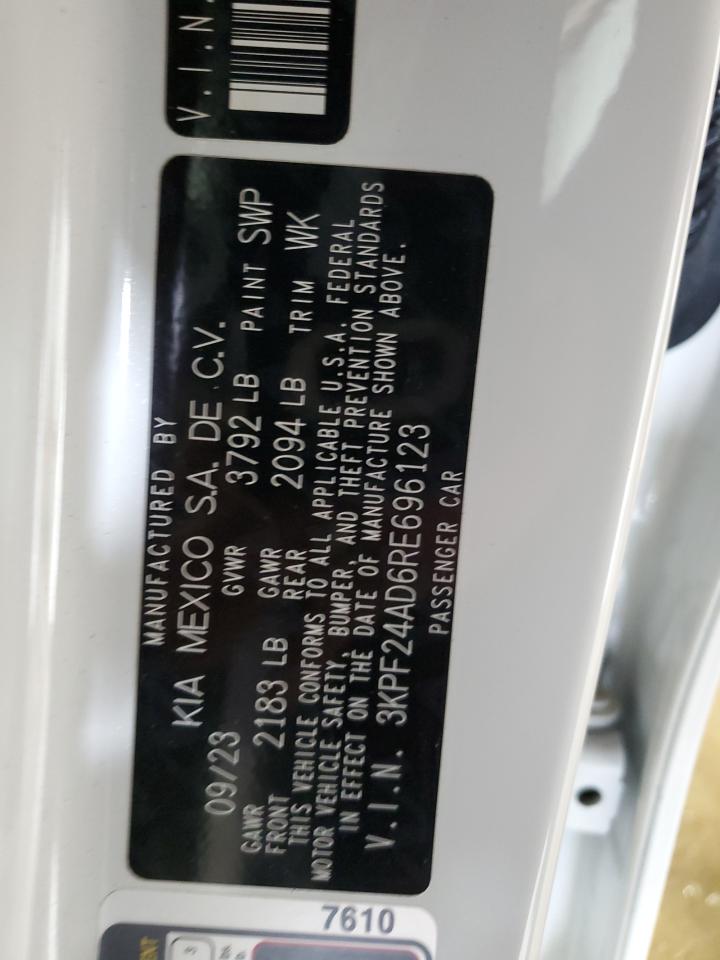 V.I.N.
MANUFACTURED BY
KIA MEXICO S.A. DE C.V.
09/23 GVWR 3792 LB PAINT SWP
GAWR FRONT 2183 LB GAWR REAR 2094 LB TRIM WK
THIS VEHICLE CONFORMS TO ALL APPLICABLE U.S.A. FEDERAL
MOTOR VEHICLE SAFETY, BUMPER, AND THEFT PREVENTION STANDARDS
IN EFFECT ON THE DATE OF MANUFACTURE SHOWN ABOVE.
V.I.N. 3KPF24AD6RE696123
PASSENGER CAR
7610
3